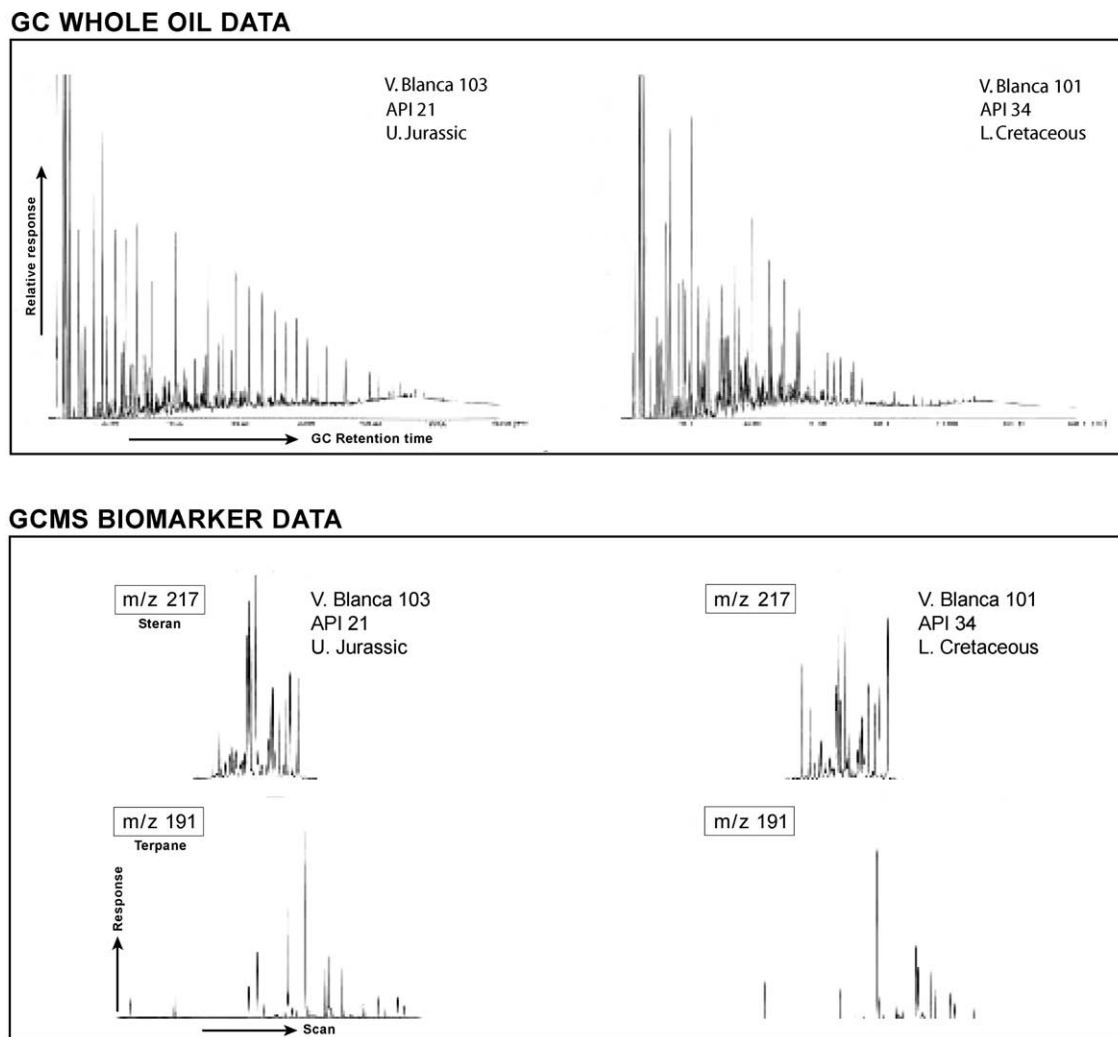 GC WHOLE OIL DATA
V. Blanca 103
API 21
U. Jurassic
V. Blanca 101
API 34
L. Cretaceous
Relative response
GC Retention time
GCMS BIOMARKER DATA
m/z 217
Steran
V. Blanca 103
API 21
U. Jurassic
m/z 217
V. Blanca 101
API 34
L. Cretaceous
m/z 191
Terpane
m/z 191
Response
Scan